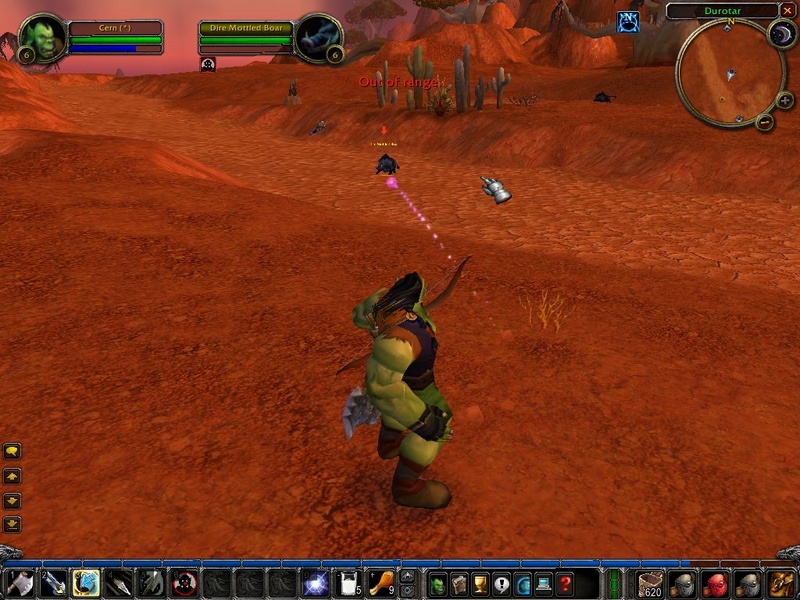 Cern (*)
6
Dire Mottled Boar
6
N
Durotar
N
Out of range.
5
9
620